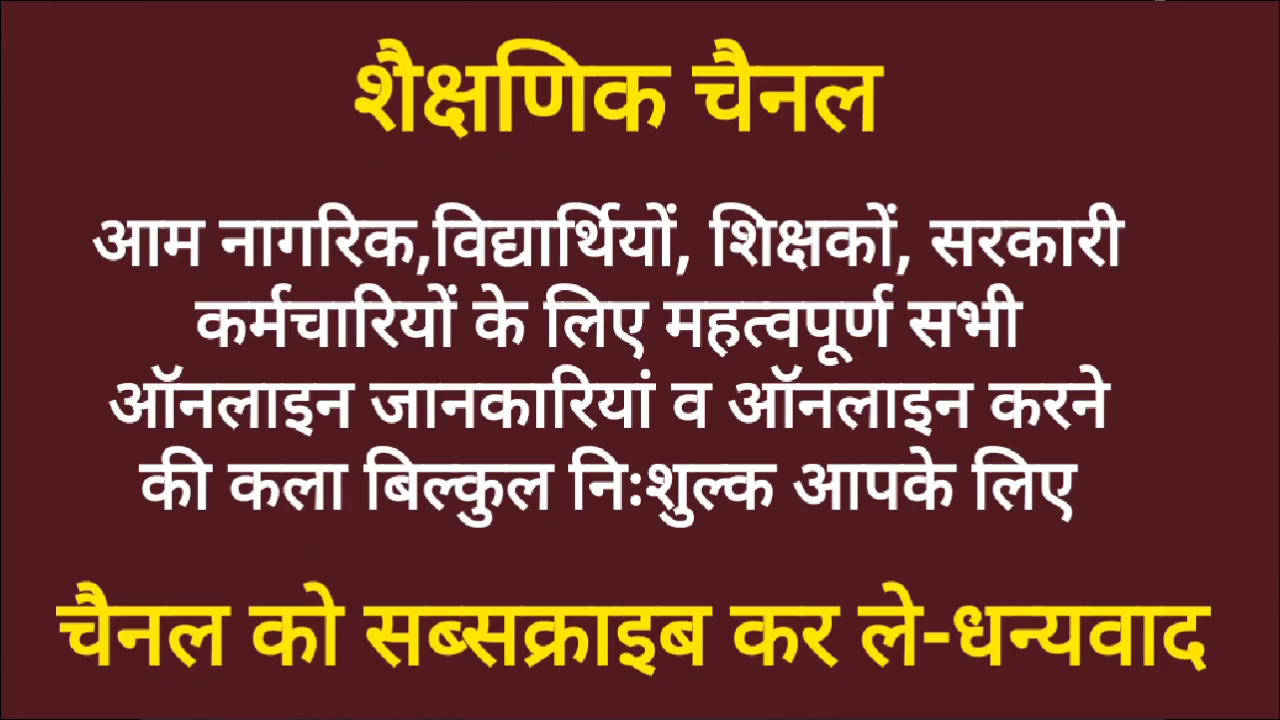 शैक्षणिक चैनल
आम नागरिक,विद्यार्थियों, शिक्षकों, सरकारी
कर्मचारियों के लिए महत्वपूर्ण सभी
ऑनलाइन जानकारियां व ऑनलाइन करने
की कला बिल्कुल निःशुल्क आपके लिए
चैनल को सब्सक्राइब कर ले-धन्यवाद